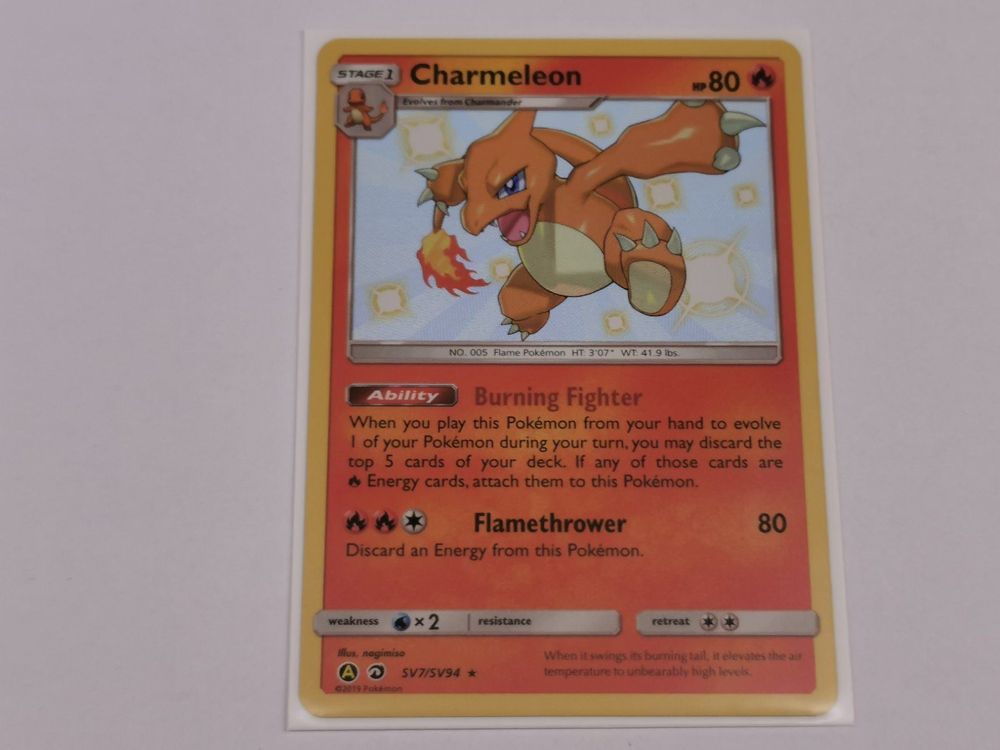 STAGE 1 Charmeleon HP 80
Evolves from Charmander
NO. 005 Flame Pokémon HT: 3'07" WT: 41.9 lbs.
Ability Burning Fighter
When you play this Pokémon from your hand to evolve
1 of your Pokémon during your turn, you may discard the
top 5 cards of your deck. If any of those cards are
Energy cards, attach them to this Pokémon.
Flamethrower 80
Discard an Energy from this Pokémon.
weakness ×2 resistance retreat
Illus. nagimiso
When it swings its burning tail, it elevates the air
temperature to unbearably high levels.
A SV7/SV94
©2019 Pokémon